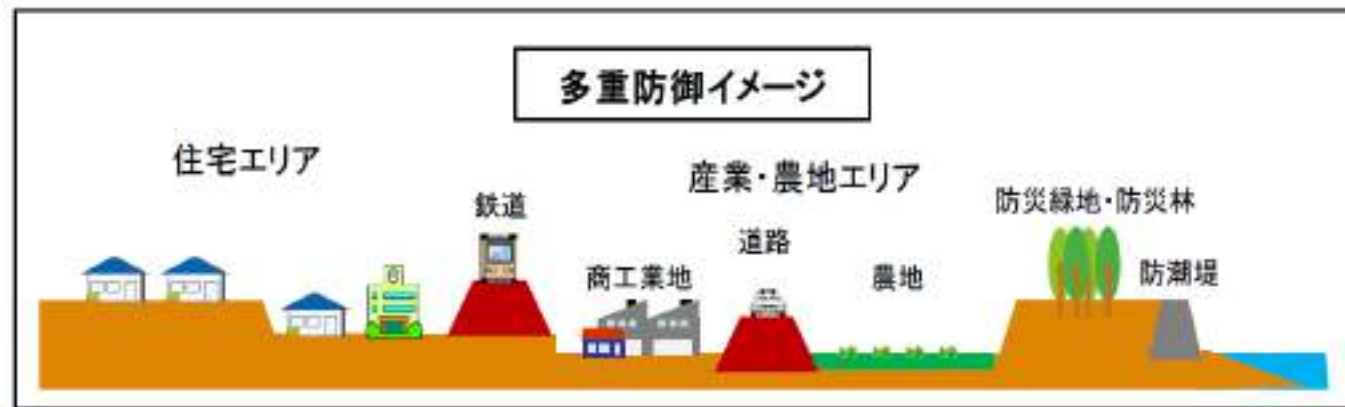 多重防御イメージ
住宅エリア
産業・農地エリア
鉄道
防災緑地・防災林
道路
商工業地
農地
防潮堤